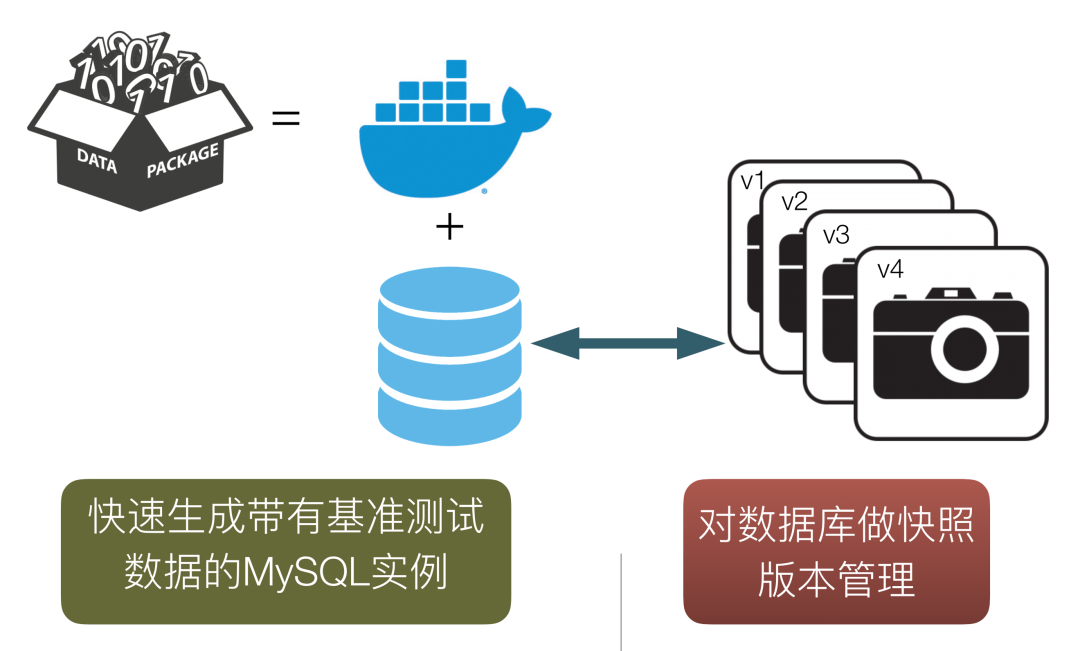 DATA PACKAGE
=
+
v1
v2
v3
v4
快速生成带有基准测试
数据的MySQL实例
对数据库做快照
版本管理